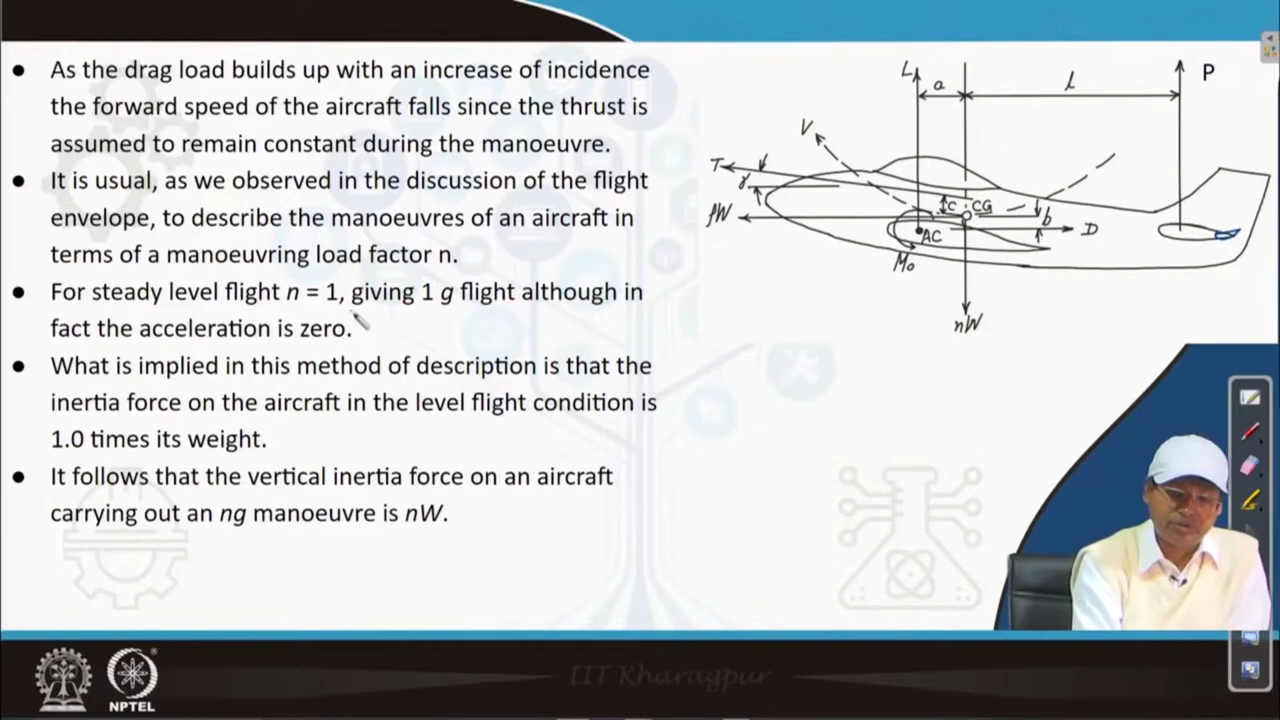 ● As the drag load builds up with an increase of incidence
the forward speed of the aircraft falls since the thrust is
assumed to remain constant during the manoeuvre.
● It is usual, as we observed in the discussion of the flight
envelope, to describe the manoeuvres of an aircraft in
terms of a manoeuvring load factor n.
● For steady level flight n = 1, giving 1 g flight although in
fact the acceleration is zero.
● What is implied in this method of description is that the
inertia force on the aircraft in the level flight condition is
1.0 times its weight.
● It follows that the vertical inertia force on an aircraft
carrying out an ng manoeuvre is nW.
L
a
l
P
V
T
γ
fW
C
CG
b
D
AC
M₀
nW
IIT Kharagpur
NPTEL